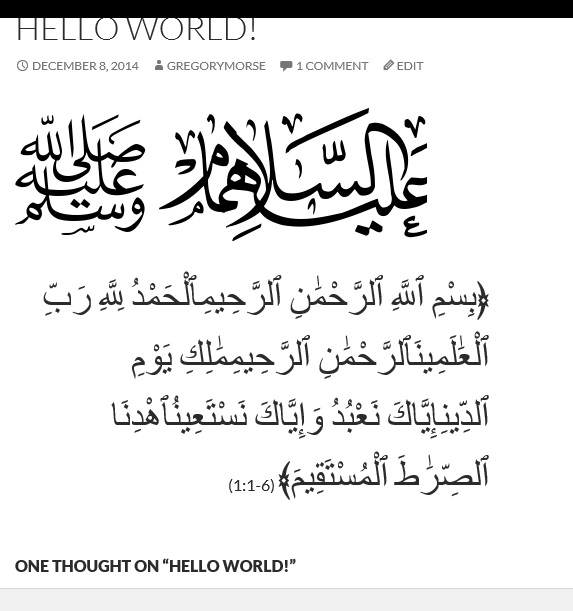 HELLO WORLD!
DECEMBER 8, 2014 GREGORYMORSE 1 COMMENT EDIT
عليهما السلام
صلى الله عليه وسلم
﴿بِسْمِ ٱللَّهِ ٱلرَّحْمَٰنِ ٱلرَّحِيمِٱلْحَمْدُ لِلَّهِ رَبِّ
ٱلْعَٰلَمِينَٱلرَّحْمَٰنِ ٱلرَّحِيمِمَٰلِكِ يَوْمِ
ٱلدِّينِإِيَّاكَ نَعْبُدُ وَإِيَّاكَ نَسْتَعِينُٱهْدِنَا
ٱلصِّرَٰطَ ٱلْمُسْتَقِيمَ﴾ (1:1-6)
ONE THOUGHT ON “HELLO WORLD!”